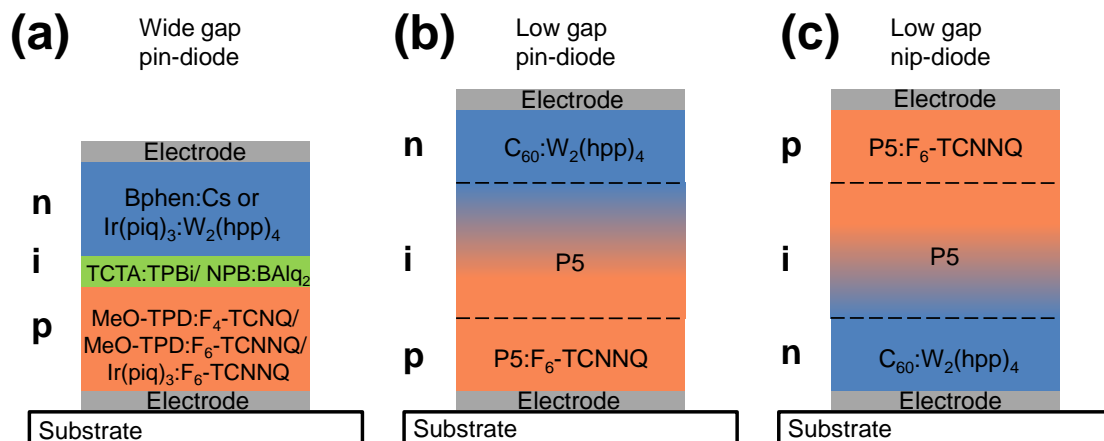 (a)
Wide gap
pin-diode
Electrode
n
Bphen:Cs or
Ir(piq)₃:W₂(hpp)₄
i
TCTA:TPBi/ NPB:BAlq₂
p
MeO-TPD:F₄-TCNQ/
MeO-TPD:F₆-TCNNQ/
Ir(piq)₃:F₆-TCNNQ
Electrode
Substrate
(b)
Low gap
pin-diode
Electrode
n
C₆₀:W₂(hpp)₄
i
P5
p
P5:F₆-TCNNQ
Electrode
Substrate
(c)
Low gap
nip-diode
Electrode
p
P5:F₆-TCNNQ
i
P5
n
C₆₀:W₂(hpp)₄
Electrode
Substrate